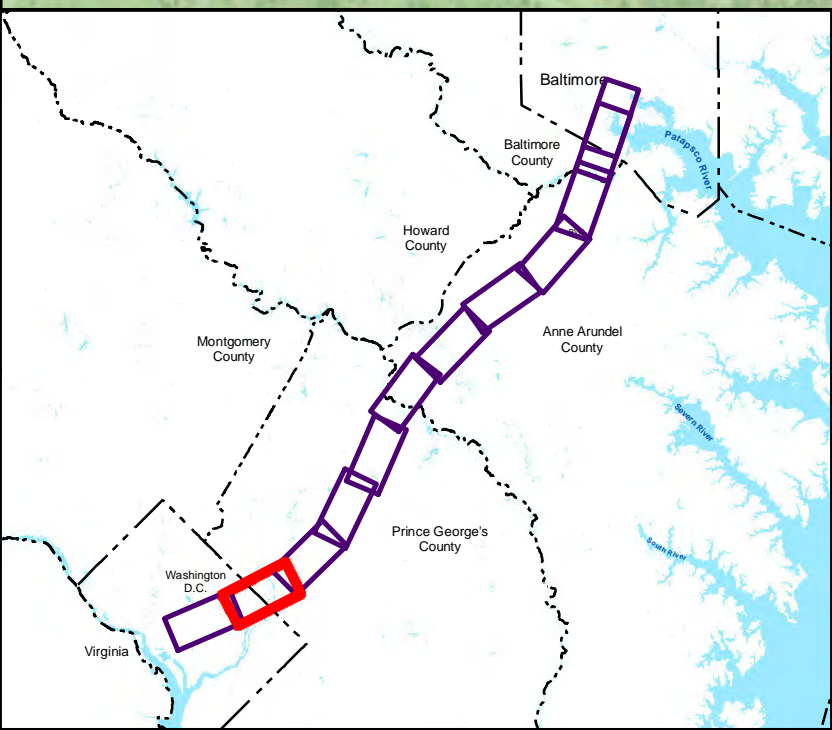 Baltimore
Patapsco River
Baltimore
County
Howard
County
Anne Arundel
County
Montgomery
County
Severn River
Prince George's
County
South River
Washington
D.C.
Virginia